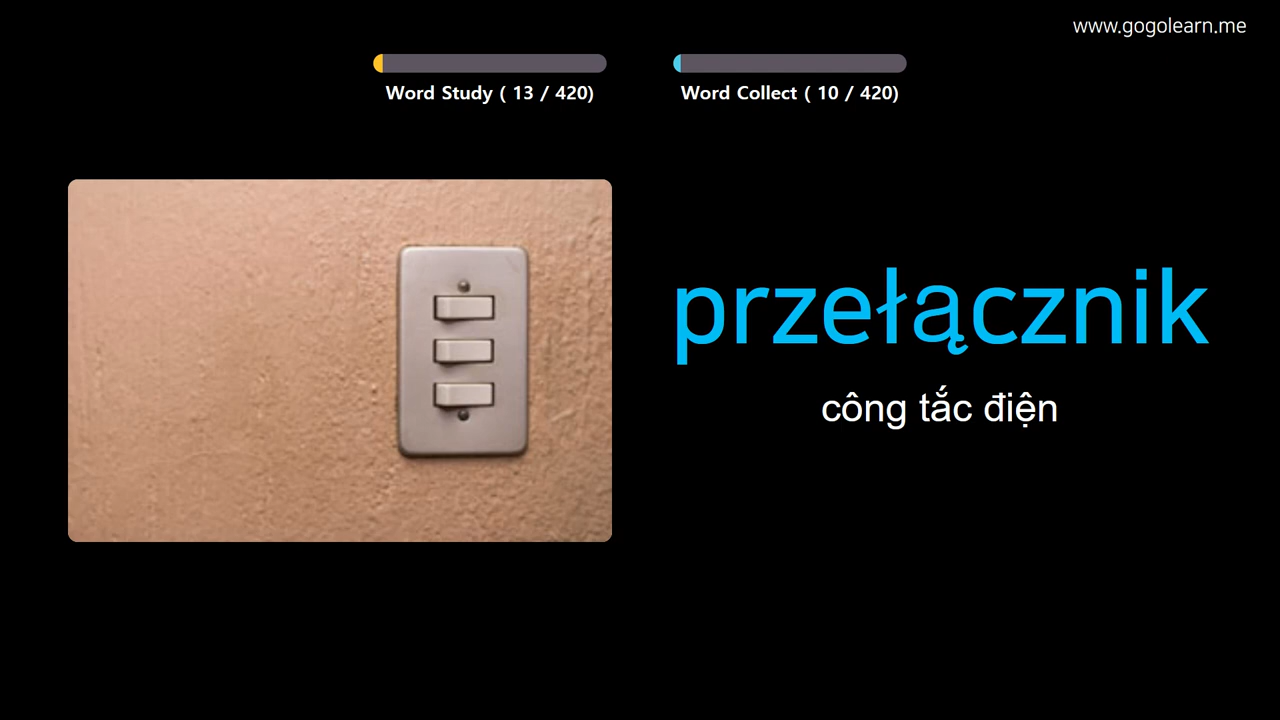 www.gogolearn.me
Word Study ( 13 / 420)
Word Collect ( 10 / 420)
przełącznik
công tắc điện